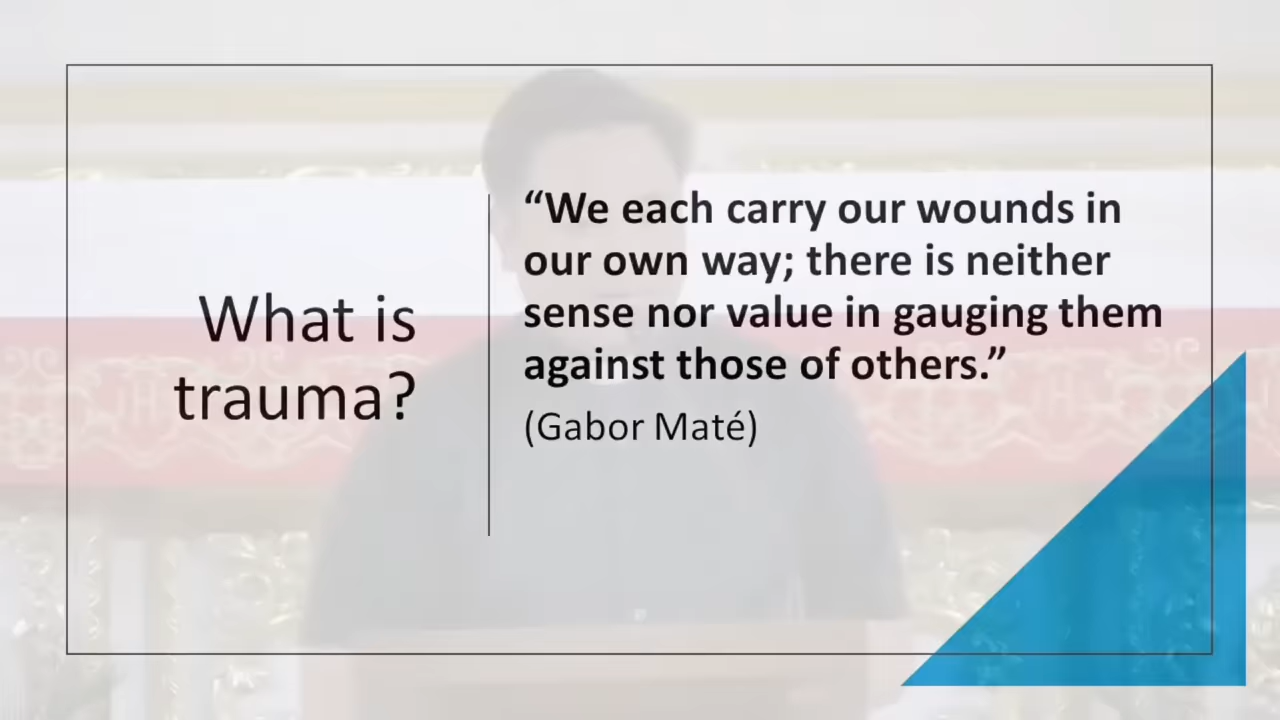 What is
trauma?
“We each carry our wounds in
our own way; there is neither
sense nor value in gauging them
against those of others.”
(Gabor Maté)